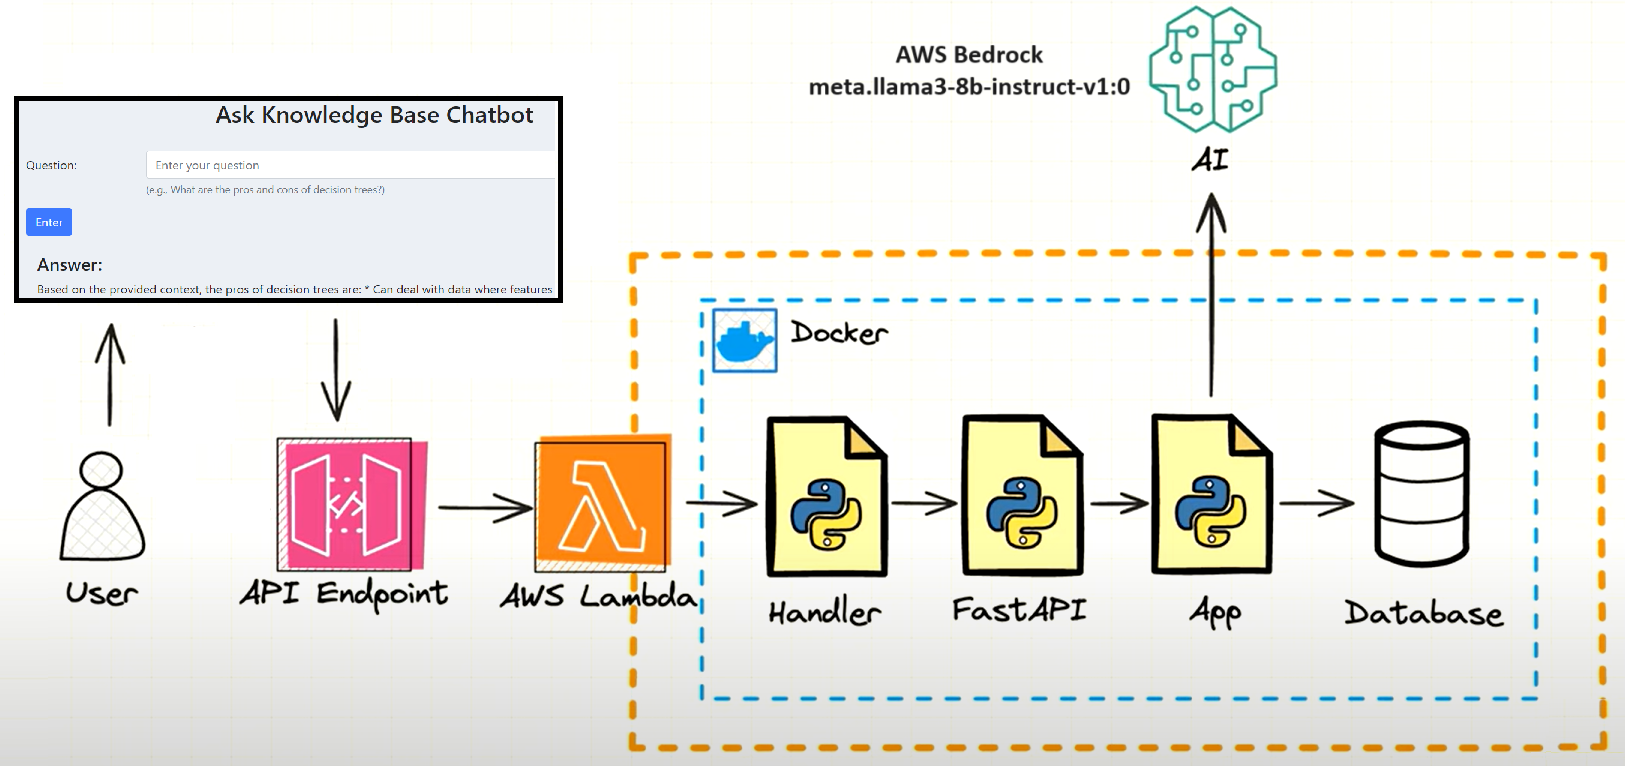 AWS Bedrock
meta.llama3-8b-instruct-v1:0
AI
Ask Knowledge Base Chatbot
Question:
Enter your question
(e.g., What are the pros and cons of decision trees?)
Enter
Answer:
Based on the provided context, the pros of decision trees are: * Can deal with data where features
Docker
User
API Endpoint
AWS Lambda
Handler
FastAPI
App
Database